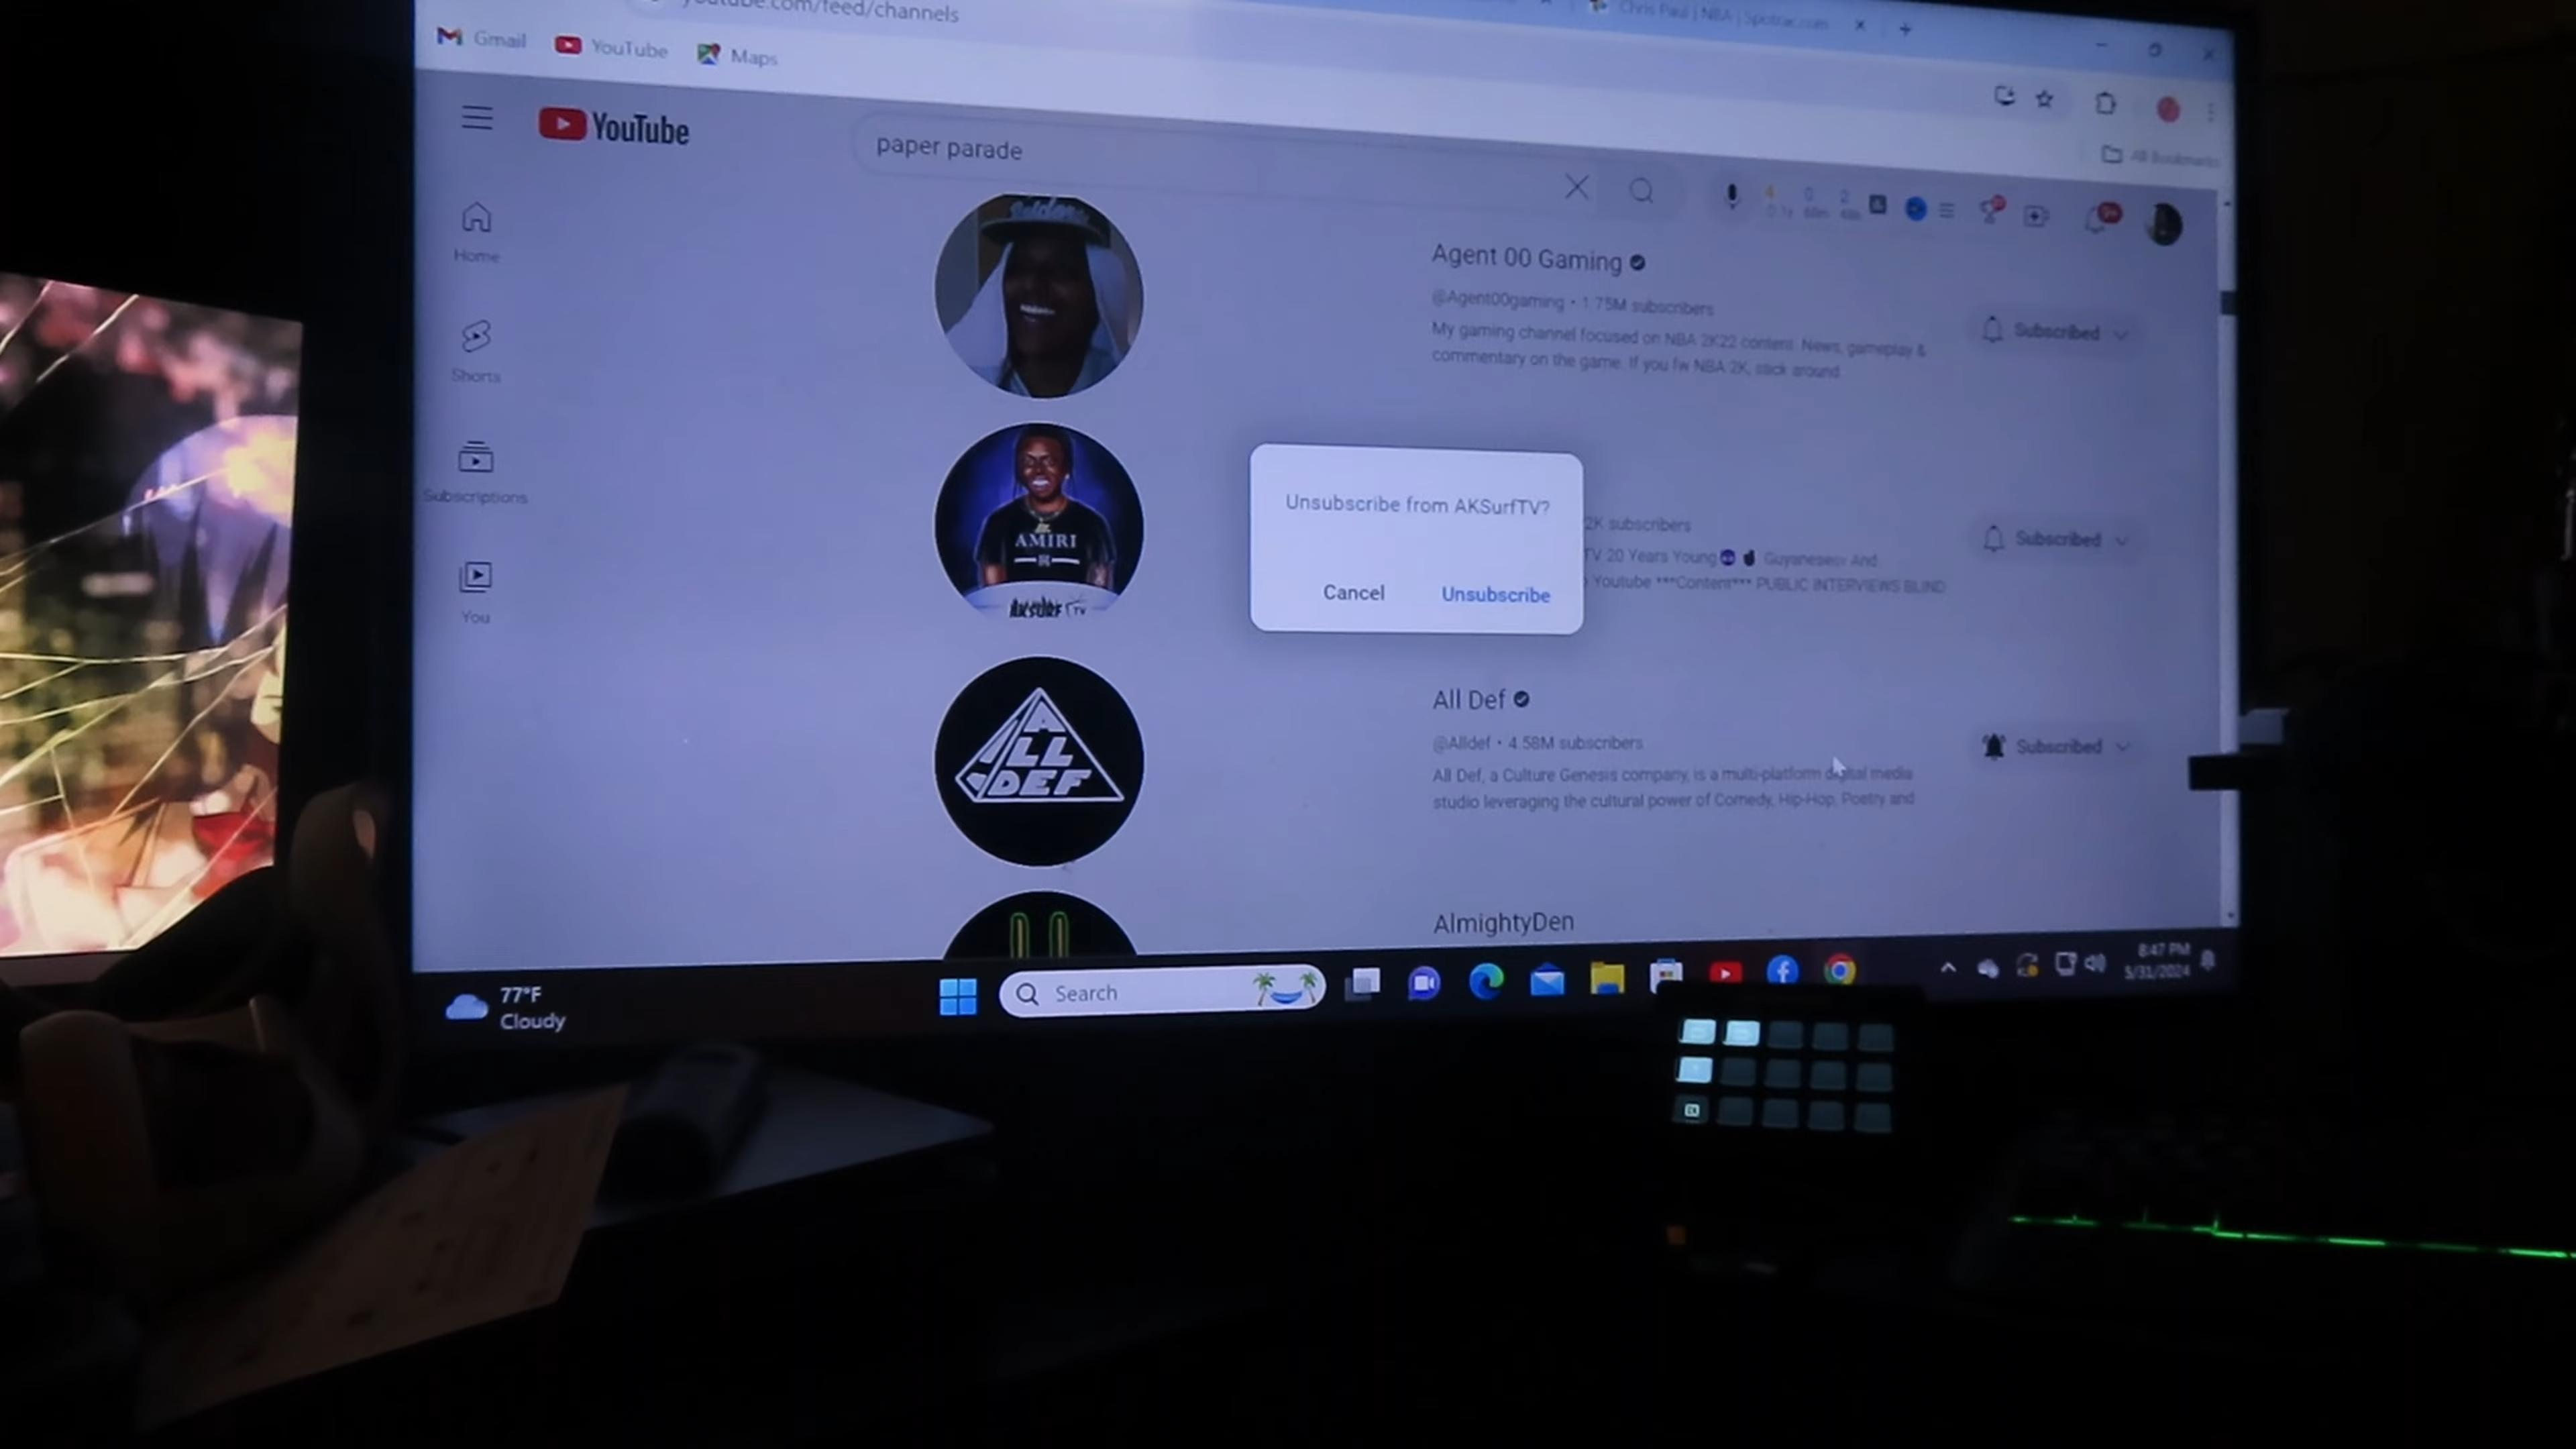 youtube.com/feed/channels
Chris Paul | NBA | Spotrac.com
Gmail
YouTube
Maps
All Bookmarks
YouTube
paper parade
9+
Home
Shorts
Subscriptions
You
Agent 00 Gaming
@Agent00gaming • 1.75M subscribers
My gaming channel focused on NBA 2K22 content. News, gameplay &
commentary on the game. If you fw NBA 2K, stick around.
Subscribed
AMIRI
AKSURF TV
Unsubscribe from AKSurfTV?
Cancel
Unsubscribe
2K subscribers
TV 20 Years Young
Guyanese And
Youtube ***Content*** PUBLIC INTERVIEWS BLIND
Subscribed
ALL DEF
All Def
@Alldef • 4.58M subscribers
All Def, a Culture Genesis company, is a multi-platform digital media
studio leveraging the cultural power of Comedy, Hip-Hop, Poetry and
Subscribed
AlmightyDen
77°F
Cloudy
Search
8:47 PM
5/31/2024